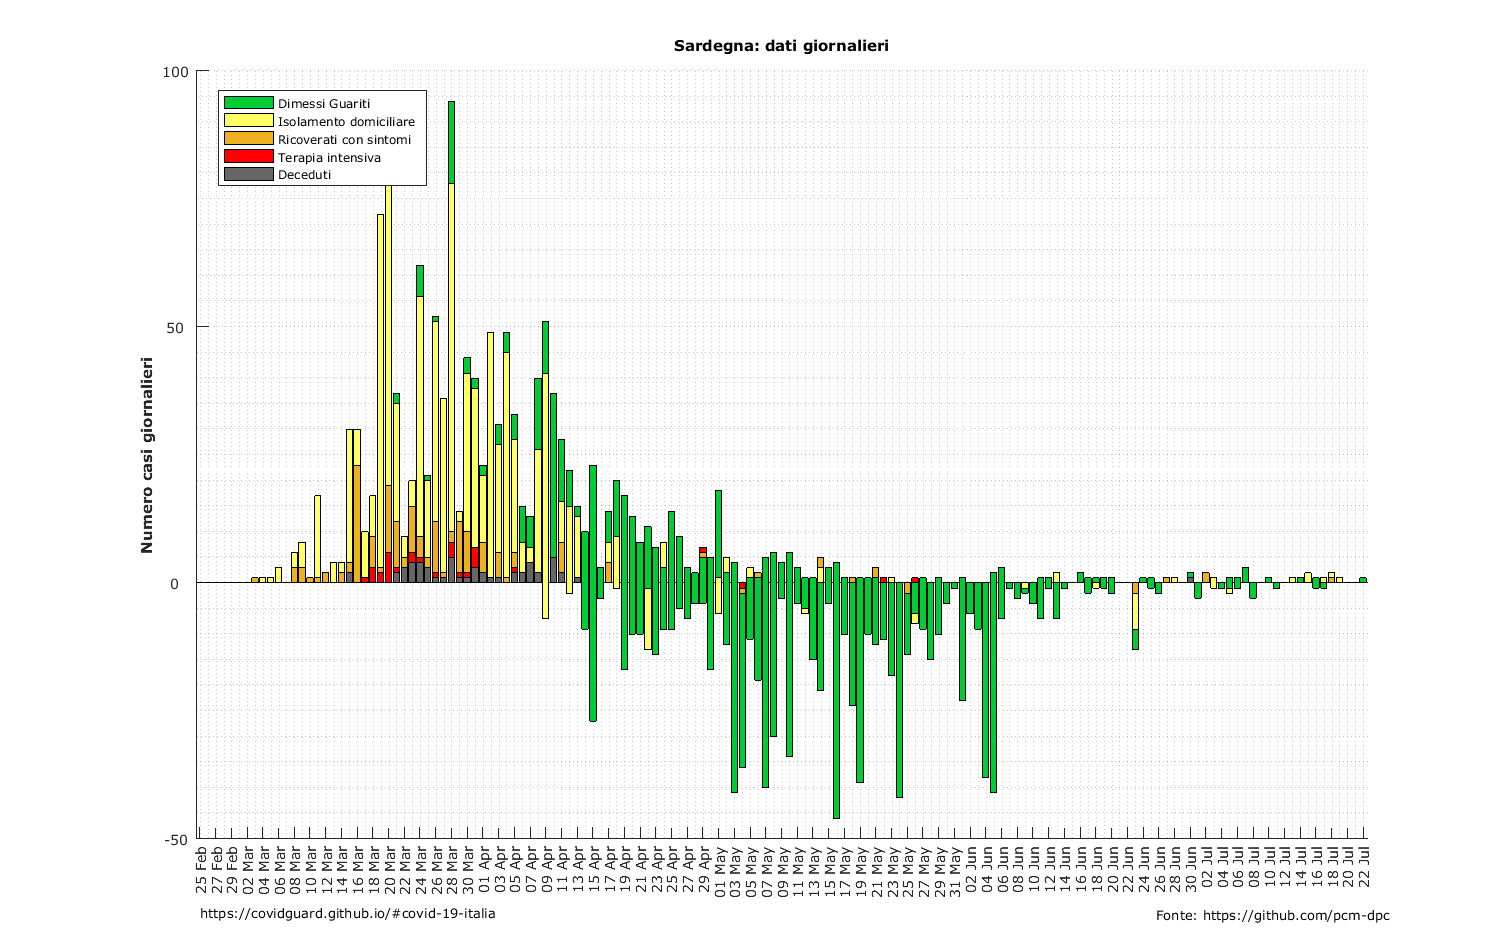 Sardegna: dati giornalieri
100
50
0
-50
Numero casi giornalieri
Dimessi Guariti
Isolamento domiciliare
Ricoverati con sintomi
Terapia intensiva
Deceduti
25 Feb
27 Feb
29 Feb
02 Mar
04 Mar
06 Mar
08 Mar
10 Mar
12 Mar
14 Mar
16 Mar
18 Mar
20 Mar
22 Mar
24 Mar
26 Mar
28 Mar
30 Mar
01 Apr
03 Apr
05 Apr
07 Apr
09 Apr
11 Apr
13 Apr
15 Apr
17 Apr
19 Apr
21 Apr
23 Apr
25 Apr
27 Apr
29 Apr
01 May
03 May
05 May
07 May
09 May
11 May
13 May
15 May
17 May
19 May
21 May
23 May
25 May
27 May
29 May
31 May
02 Jun
04 Jun
06 Jun
08 Jun
10 Jun
12 Jun
14 Jun
16 Jun
18 Jun
20 Jun
22 Jun
24 Jun
26 Jun
28 Jun
30 Jun
02 Jul
04 Jul
06 Jul
08 Jul
10 Jul
12 Jul
14 Jul
16 Jul
18 Jul
20 Jul
22 Jul
https://covidguard.github.io/#covid-19-italia
Fonte: https://github.com/pcm-dpc